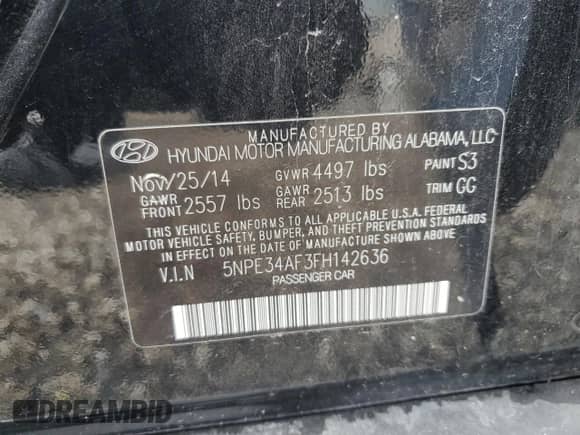 MANUFACTURED BY
HYUNDAI MOTOR MANUFACTURING ALABAMA, LLC
Nov/25/14 GVWR 4497 lbs PAINT S3
GAWR FRONT 2557 lbs GAWR REAR 2513 lbs TRIM GG
THIS VEHICLE CONFORMS TO ALL APPLICABLE U.S.A. FEDERAL
MOTOR VEHICLE SAFETY, BUMPER, AND THEFT PREVENTION STANDARDS
IN EFFECT ON THE DATE OF MANUFACTURE SHOWN ABOVE.
V.I.N 5NPE34AF3FH142636
PASSENGER CAR
DREAMBID